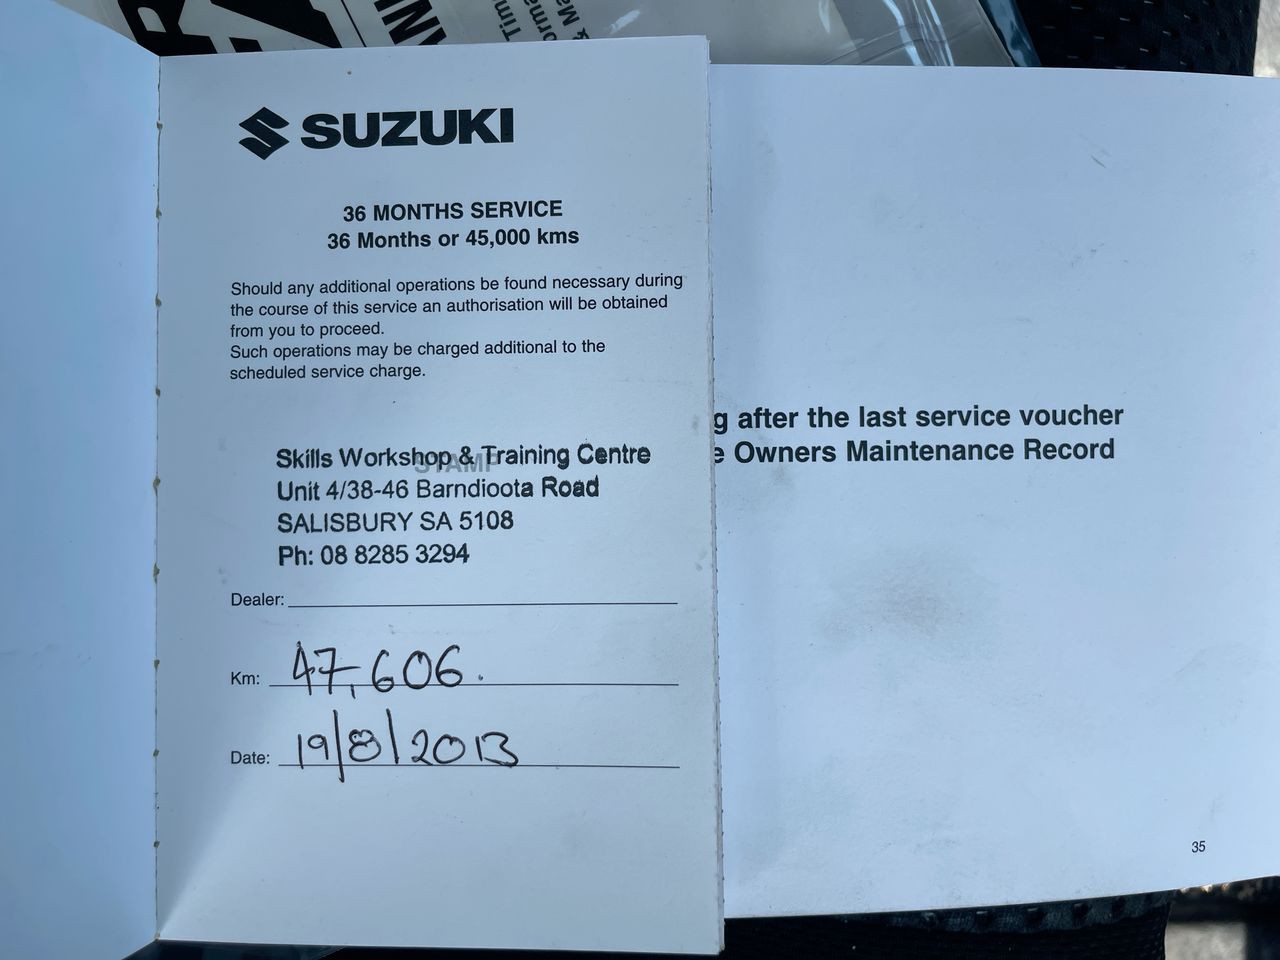 SUZUKI
36 MONTHS SERVICE
36 Months or 45,000 kms
Should any additional operations be found necessary during
the course of this service an authorisation will be obtained
from you to proceed.
Such operations may be charged additional to the
scheduled service charge.
STAMP
Skills Workshop & Training Centre
Unit 4/38-46 Barndioota Road
SALISBURY SA 5108
Ph: 08 8285 3294
Dealer:
Km: 47,606.
Date: 19/8/2013
g after the last service voucher
e Owners Maintenance Record
35